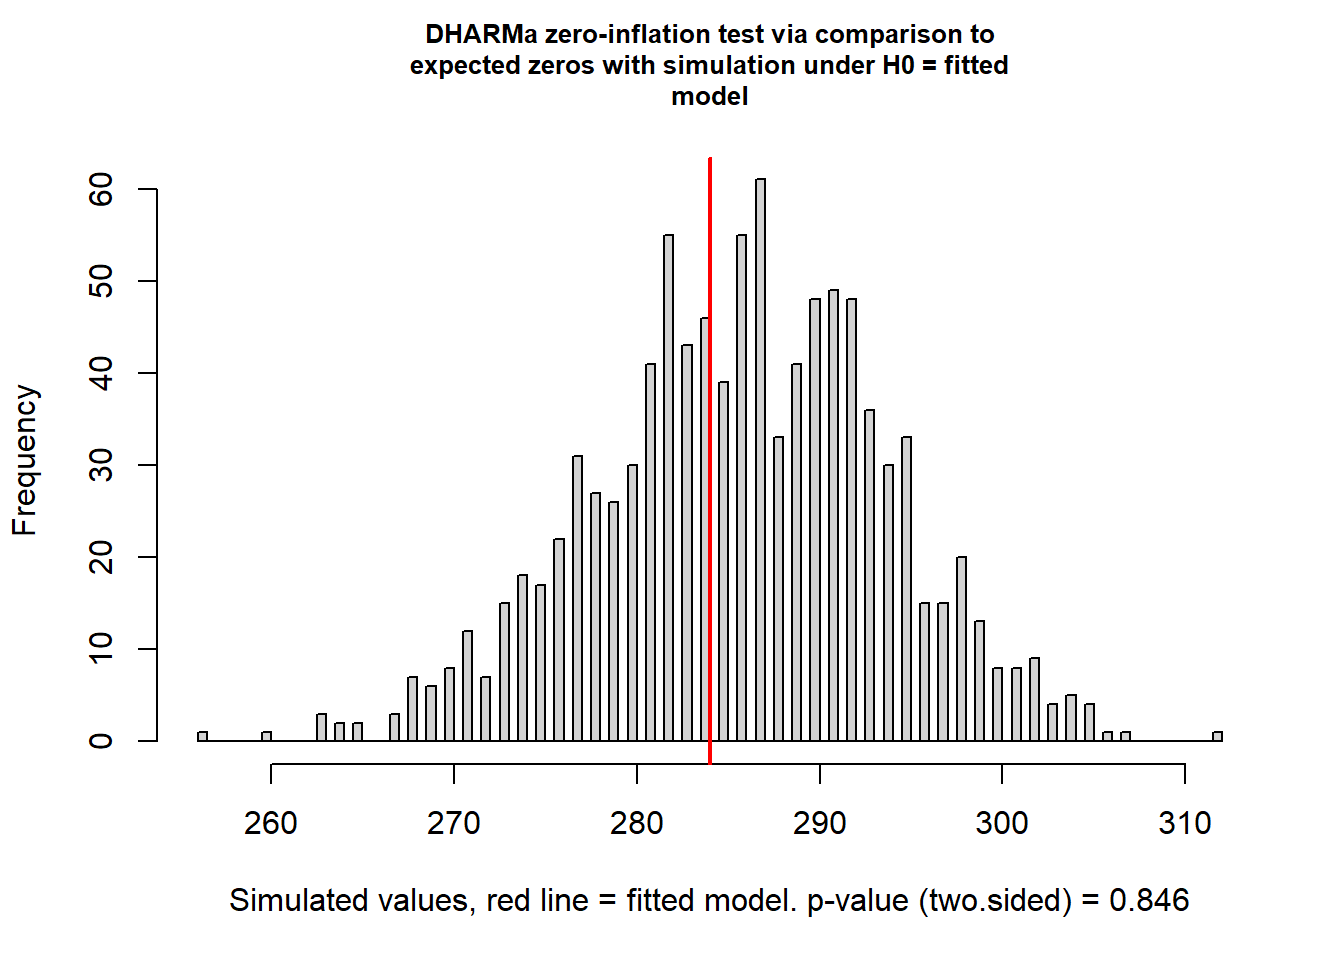 DHARMa zero-inflation test via comparison to
expected zeros with simulation under H0 = fitted
model
Frequency
60
50
40
30
20
10
0
260 270 280 290 300 310
Simulated values, red line = fitted model. p-value (two.sided) = 0.846